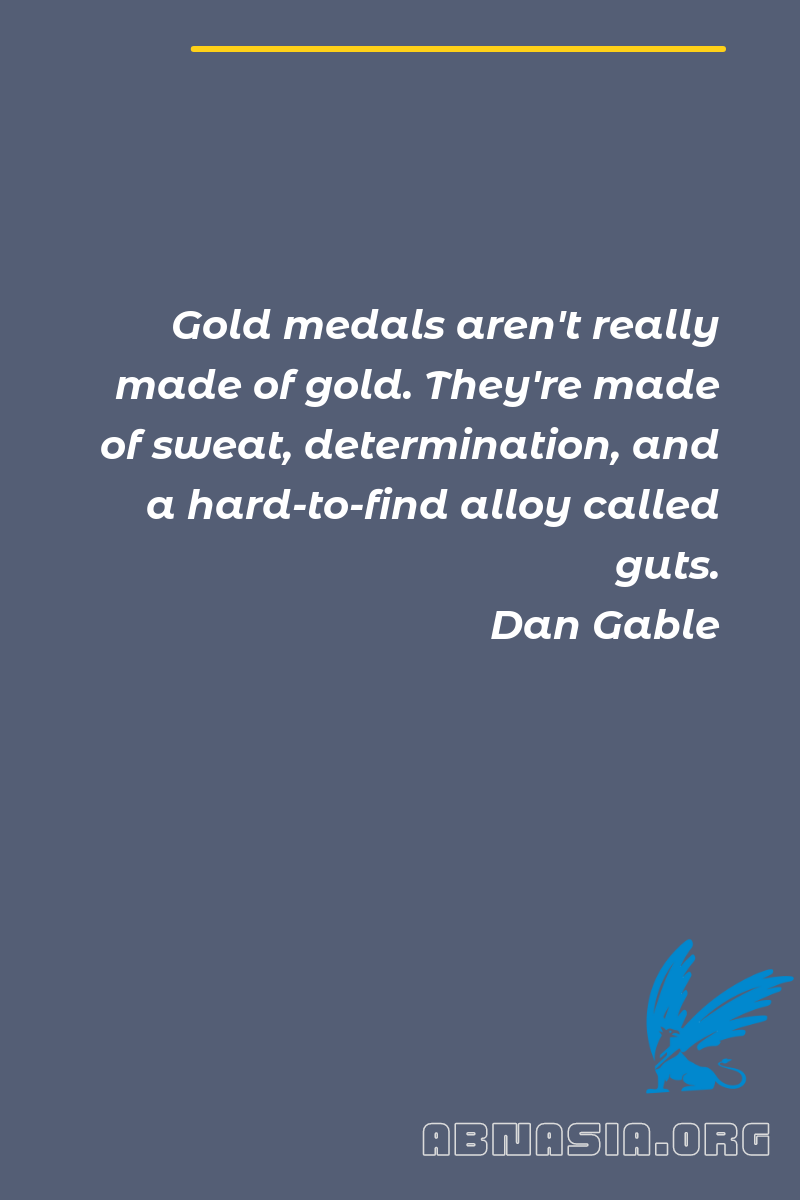 Gold medals aren't really
made of gold. They're made
of sweat, determination, and
a hard-to-find alloy called
guts.
Dan Gable
ABNASIA.ORG